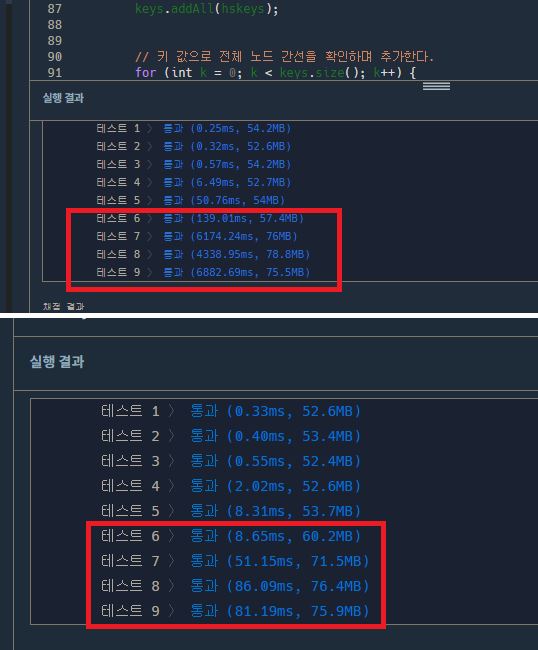 87 keys.addAll(hskeys);
88
89
90 // 키 값으로 전체 노드 간선을 확인하며 추가한다.
91 for (int k = 0; k < keys.size(); k++) {
실행 결과
테스트 1 〉 통과 (0.25ms, 54.2MB)
테스트 2 〉 통과 (0.32ms, 52.6MB)
테스트 3 〉 통과 (0.57ms, 54.2MB)
테스트 4 〉 통과 (6.49ms, 52.7MB)
테스트 5 〉 통과 (50.76ms, 54MB)
테스트 6 〉 통과 (139.01ms, 57.4MB)
테스트 7 〉 통과 (6174.24ms, 76MB)
테스트 8 〉 통과 (4338.95ms, 78.8MB)
테스트 9 〉 통과 (6882.69ms, 75.5MB)
채점 결과
실행 결과
테스트 1 〉 통과 (0.33ms, 52.6MB)
테스트 2 〉 통과 (0.40ms, 53.4MB)
테스트 3 〉 통과 (0.55ms, 52.4MB)
테스트 4 〉 통과 (2.02ms, 52.6MB)
테스트 5 〉 통과 (8.31ms, 53.7MB)
테스트 6 〉 통과 (8.65ms, 60.2MB)
테스트 7 〉 통과 (51.15ms, 71.5MB)
테스트 8 〉 통과 (86.09ms, 76.4MB)
테스트 9 〉 통과 (81.19ms, 75.9MB)